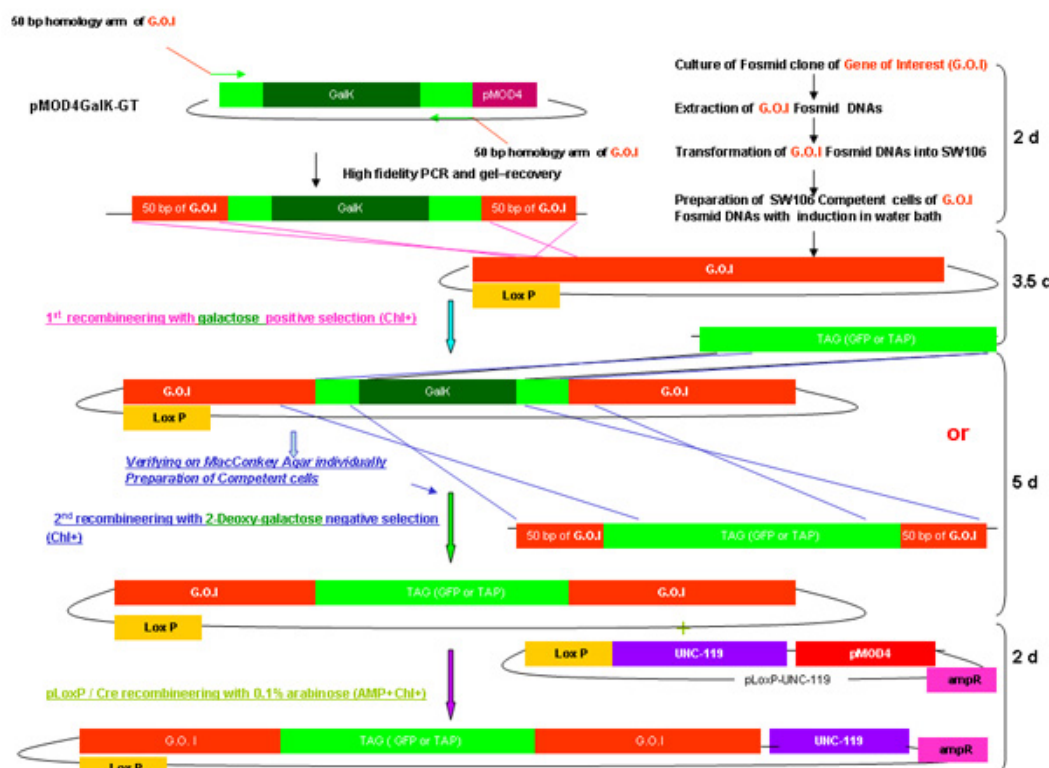 50 bp homology arm of G.O.I
pMOD4GalK-GT
GalK
pMOD4
50 bp homology arm of G.O.I
High fidelity PCR and gel-recovery
50 bp of G.O.I
GalK
50 bp of G.O.I
Culture of Fosmid clone of Gene of Interest (G.O.I)
Extraction of G.O.I Fosmid DNAs
Transformation of G.O.I Fosmid DNAs into SW106
Preparation of SW106 Competent cells of G.O.I
Fosmid DNAs with induction in water bath
2 d
G.O.I
Lox P
3.5 d
1st recombineering with galactose positive selection (Chl+)
TAG (GFP or TAP)
G.O.I
GalK
G.O.I
Lox P
or
Verifying on MacConkey Agar individually
Preparation of Competent cells
5 d
2nd recombineering with 2-Deoxy-galactose negative selection
(Chl+)
50 bp of G.O.I
TAG (GFP or TAP)
50 bp of G.O.I
G.O.I
TAG (GFP or TAP)
G.O.I
Lox P
+
Lox P
UNC-119
pMOD4
2 d
pLoxP-UNC-119
ampR
pLoxP / Cre recombineering with 0.1% arabinose (AMP+Chl+)
G.O. I
TAG ( GFP or TAP)
G.O.I
UNC-119
ampR
Lox P